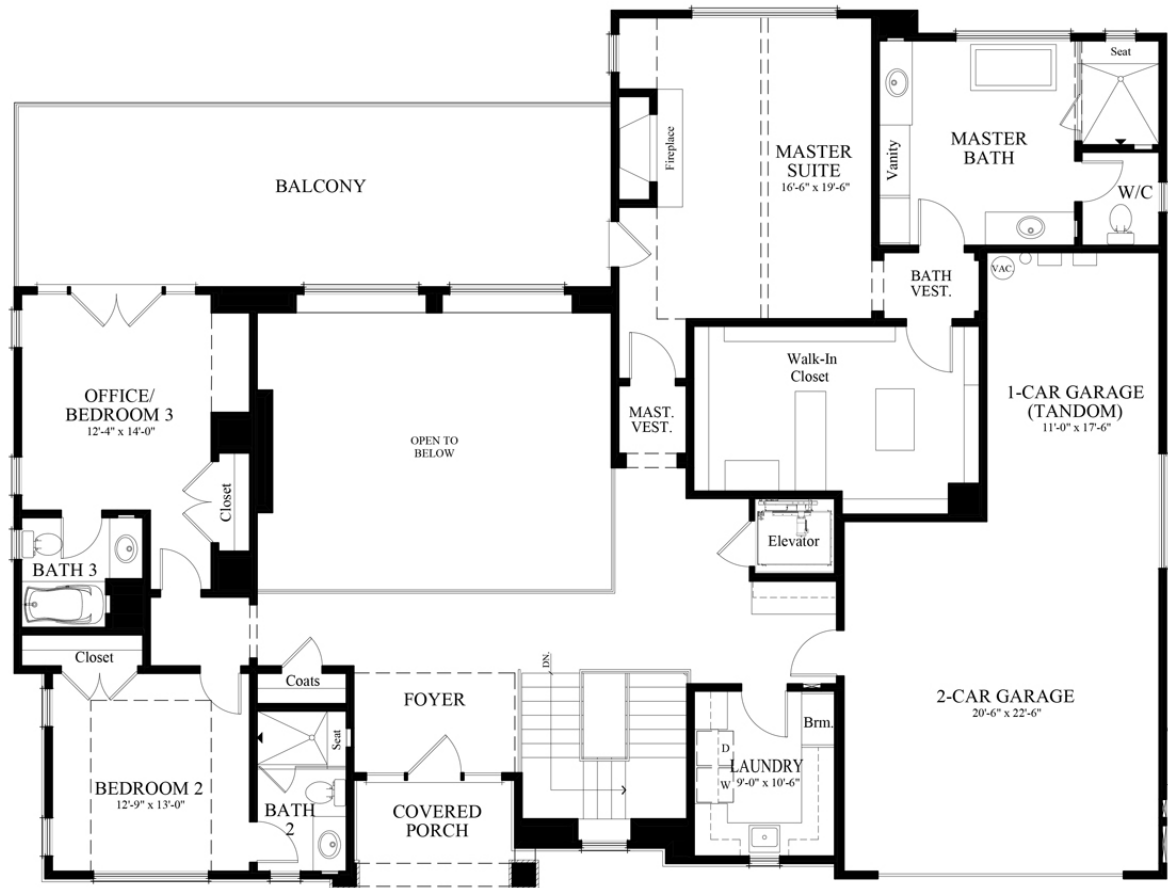 Seat
MASTER
BATH
Vanity
W/C
Fireplace
MASTER
SUITE
16'-6" x 19'-6"
BALCONY
BATH
VEST.
VAC.
Walk-In
Closet
1-CAR GARAGE
(TANDOM)
11'-0" x 17'-6"
OFFICE/
BEDROOM 3
12'-4" x 14'-0"
MAST.
VEST.
OPEN TO
BELOW
Closet
Elevator
BATH 3
Closet
Coats
DN.
FOYER
2-CAR GARAGE
20'-6" x 22'-6"
Brm.
Seat
D
W
LAUNDRY
9'-0" x 10'-6"
BEDROOM 2
12'-9" x 13'-0"
BATH
2
COVERED
PORCH